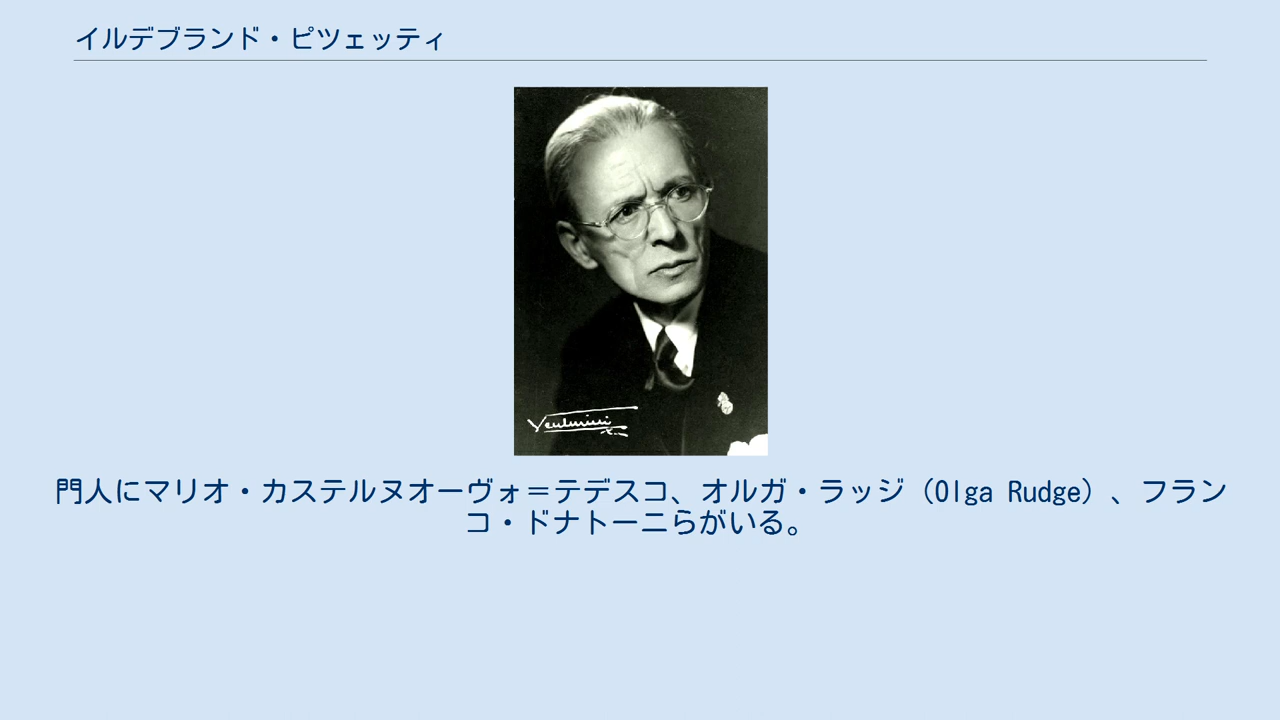 イルデブランド・ピツェッティ
門人にマリオ・カステルヌオーヴォ＝テデスコ、オルガ・ラッジ（Olga Rudge）、フラン
コ・ドナトーニらがいる。